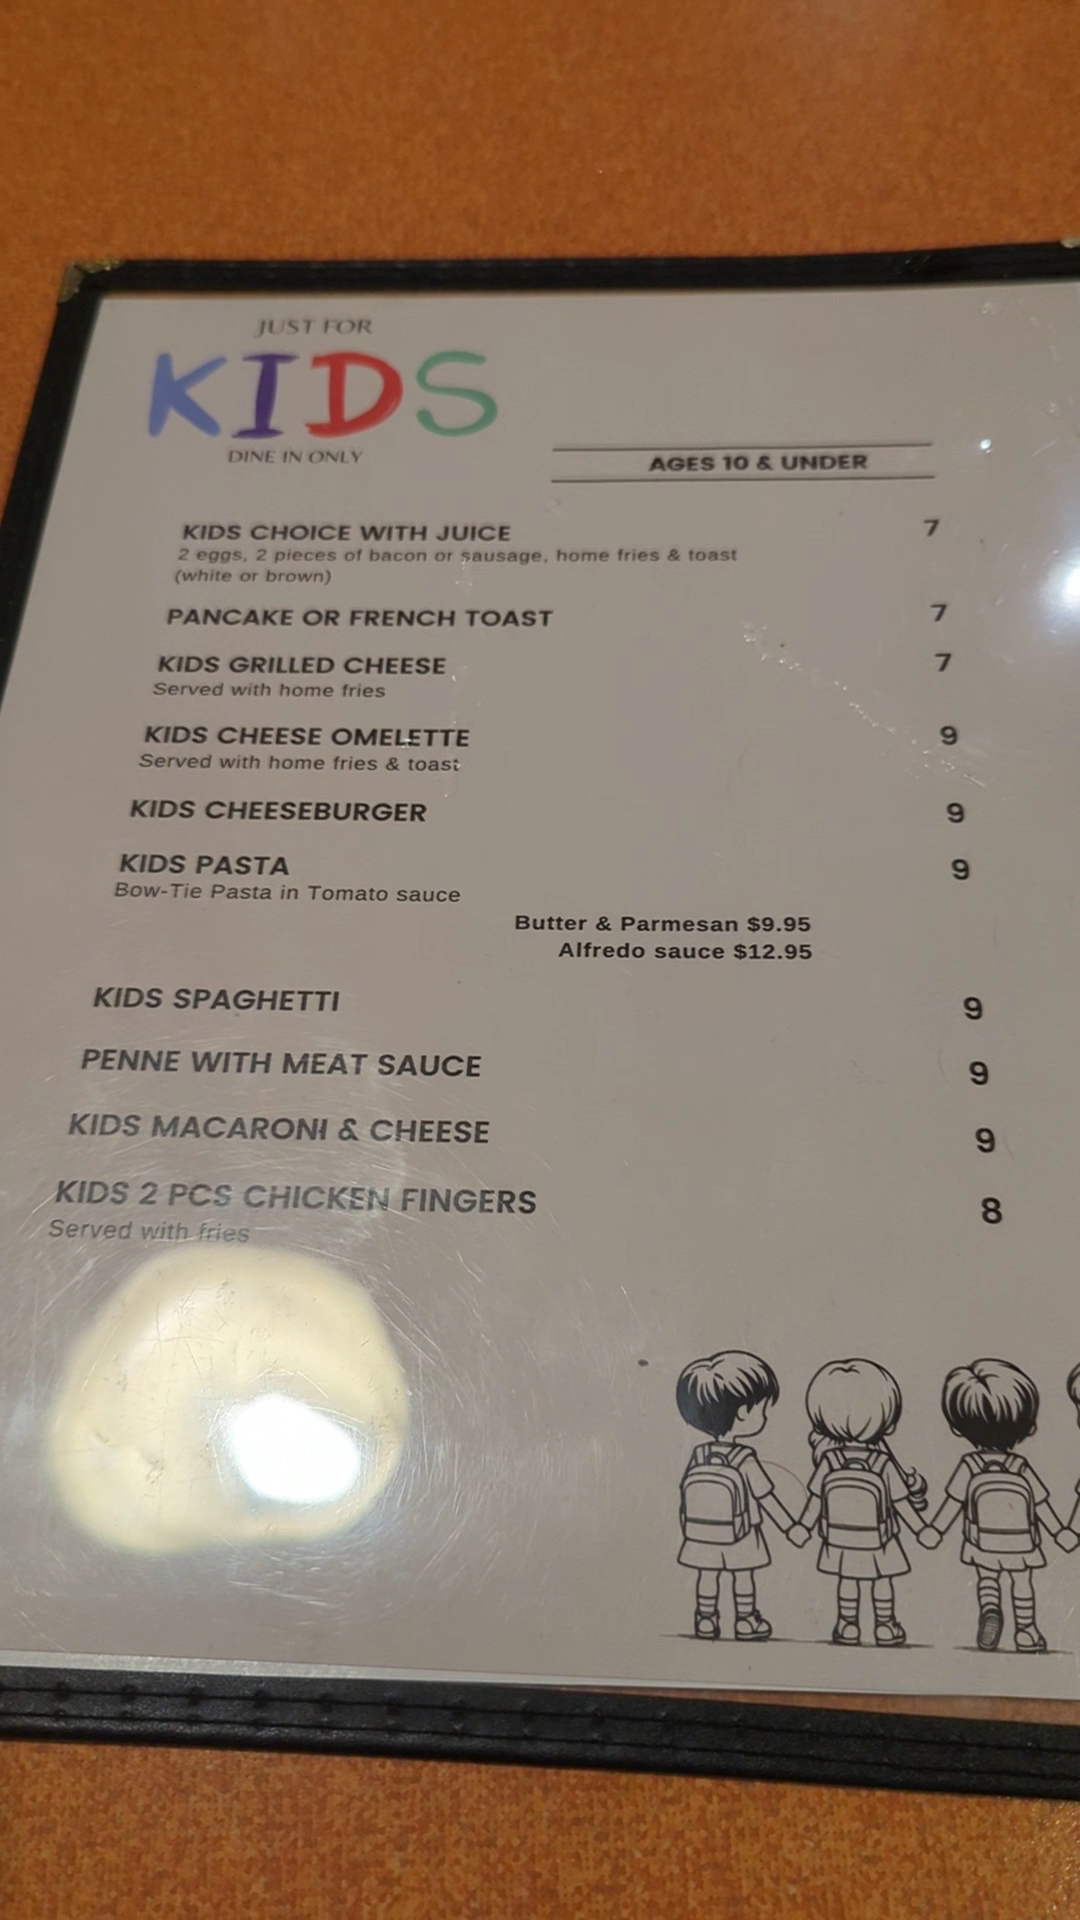 JUST FOR
KIDS
DINE IN ONLY
AGES 10 & UNDER
KIDS CHOICE WITH JUICE 7
2 eggs, 2 pieces of bacon or sausage, home fries & toast
(white or brown)
PANCAKE OR FRENCH TOAST 7
KIDS GRILLED CHEESE 7
Served with home fries
KIDS CHEESE OMELETTE 9
Served with home fries & toast
KIDS CHEESEBURGER 9
KIDS PASTA 9
Bow-Tie Pasta in Tomato sauce
Butter & Parmesan $9.95
Alfredo sauce $12.95
KIDS SPAGHETTI 9
PENNE WITH MEAT SAUCE 9
KIDS MACARONI & CHEESE 9
KIDS 2 PCS CHICKEN FINGERS 8
Served with fries